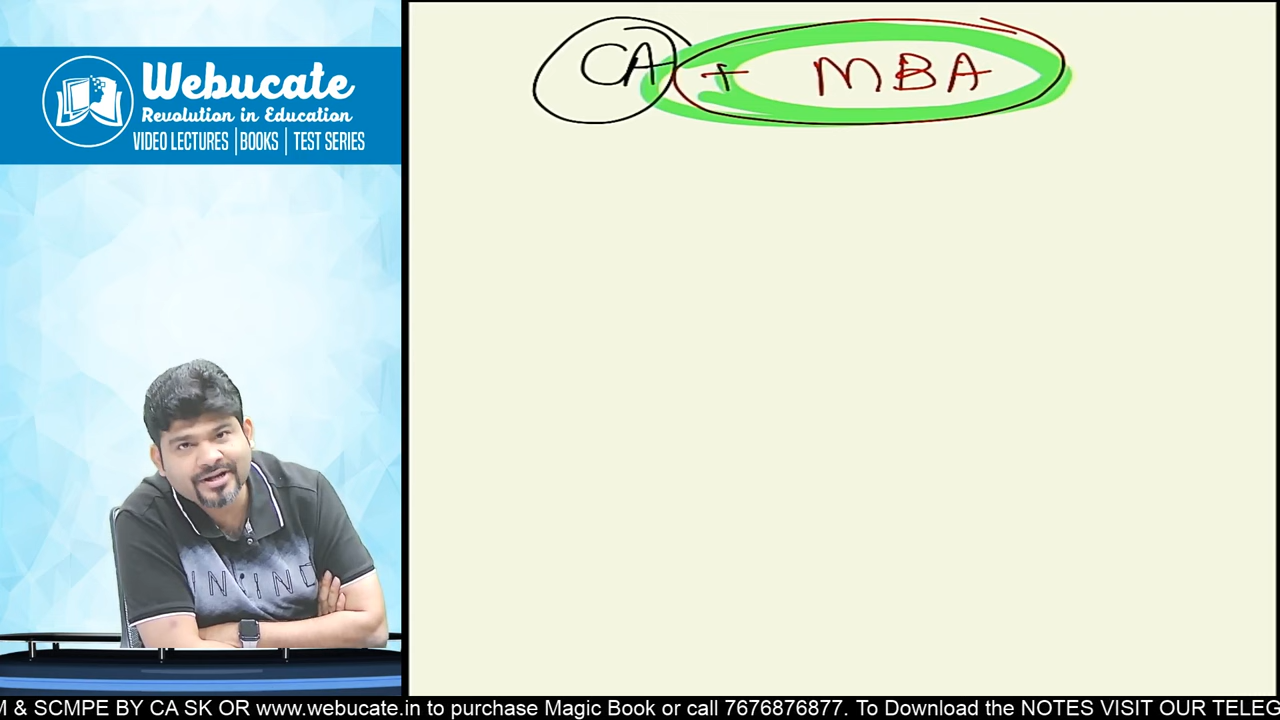 Webucate
Revolution in Education
VIDEO LECTURES | BOOKS | TEST SERIES
CA + MBA
M & SCMPE BY CA SK OR www.webucate.in to purchase Magic Book or call 7676876877. To Download the NOTES VISIT OUR TELEG